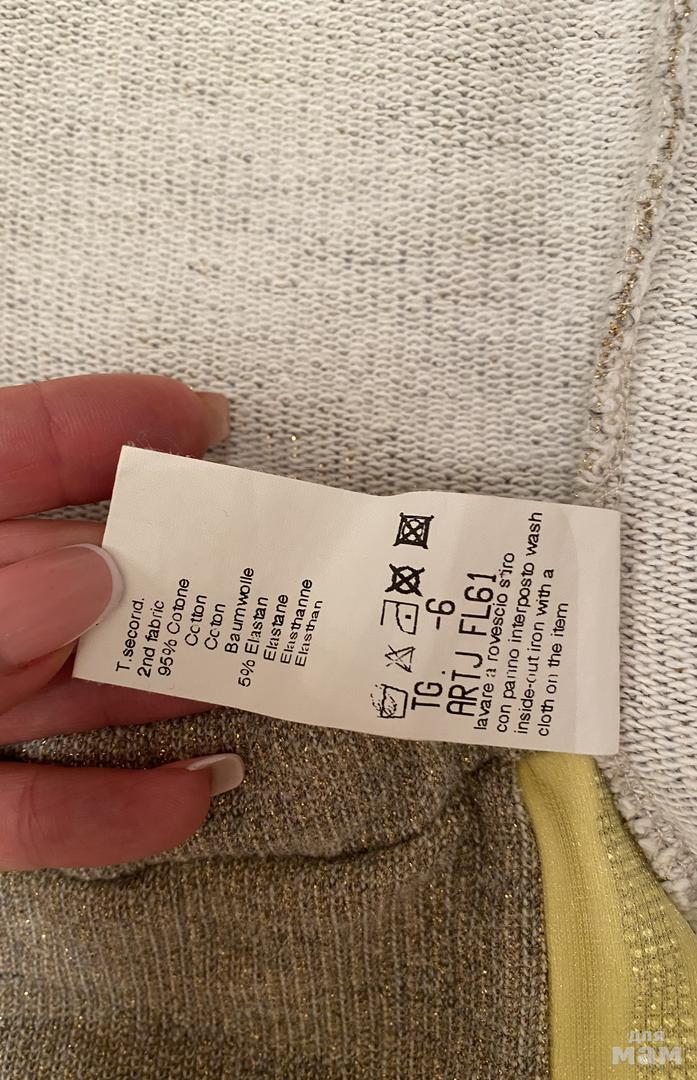 T.second.
2nd fabric
95% Cotone
Cotton
Coton
Baumwolle
5% Elastan
Elastane
Elasthanne
Elasthan
TG. -6
ART J FL61
lavare a rovescio stiro
con panno interposto wash
inside-out iron with a
cloth on the item
для
мам